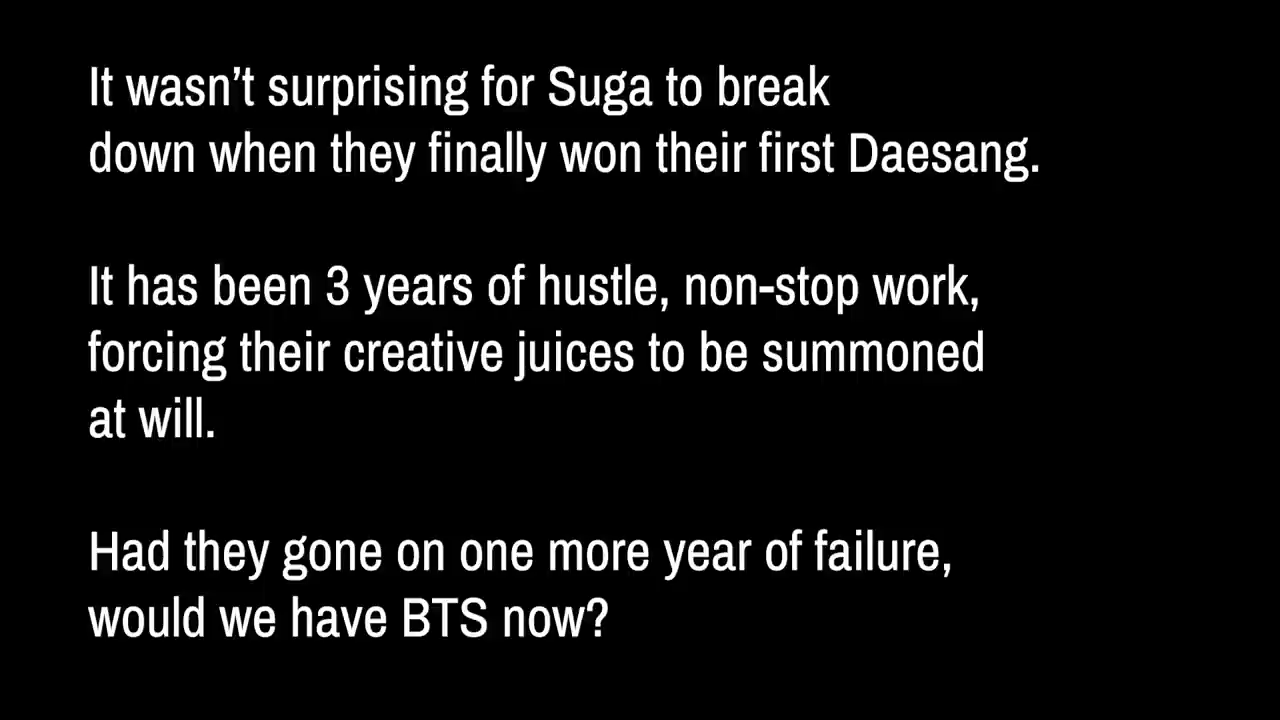 It wasn’t surprising for Suga to break
down when they finally won their first Daesang.
It has been 3 years of hustle, non-stop work,
forcing their creative juices to be summoned
at will.
Had they gone on one more year of failure,
would we have BTS now?